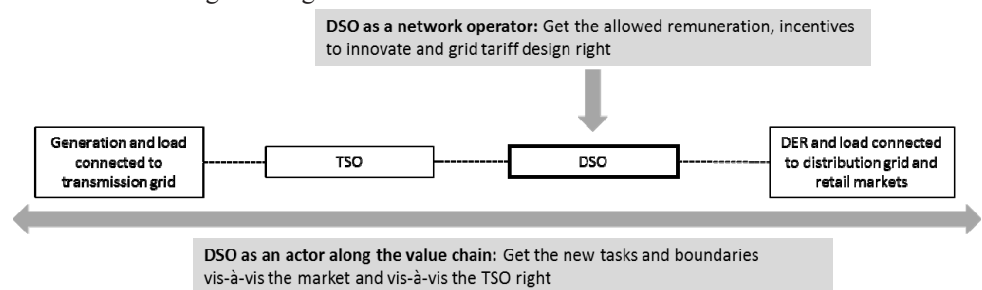 DSO as a network operator: Get the allowed remuneration, incentives
to innovate and grid tariff design right
Generation and load
connected to
transmission grid
TSO
DSO
DER and load connected
to distribution grid and
retail markets
DSO as an actor along the value chain: Get the new tasks and boundaries
vis-à-vis the market and vis-à-vis the TSO right